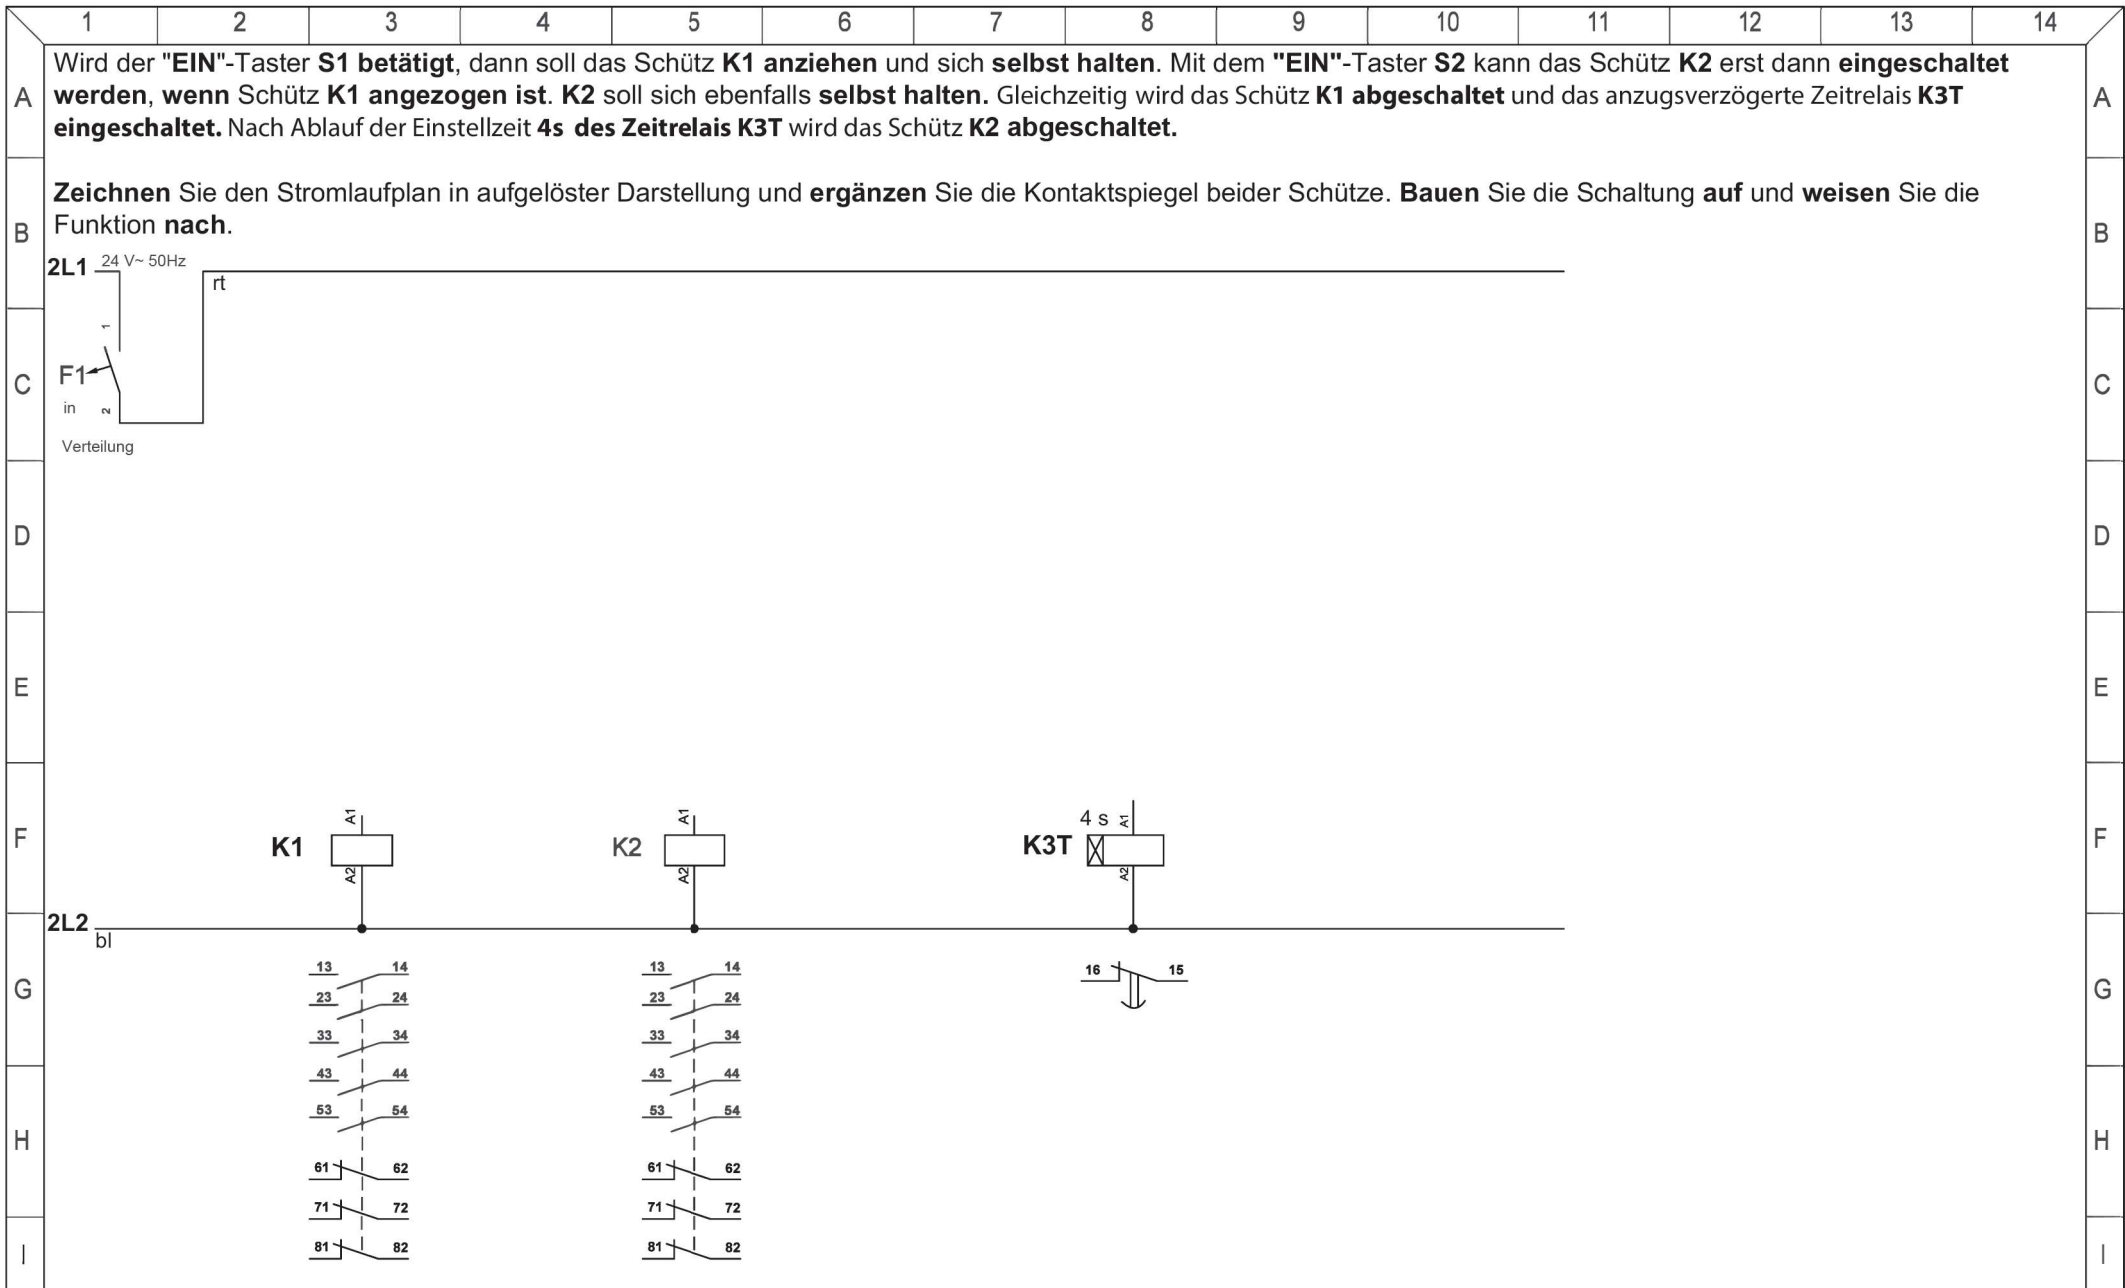 1 2 3 4 5 6 7 8 9 10 11 12 13 14
A Wird der "EIN"-Taster S1 betätigt, dann soll das Schütz K1 anziehen und sich selbst halten. Mit dem "EIN"-Taster S2 kann das Schütz K2 erst dann eingeschaltet A
werden, wenn Schütz K1 angezogen ist. K2 soll sich ebenfalls selbst halten. Gleichzeitig wird das Schütz K1 abgeschaltet und das anzugsverzögerte Zeitrelais K3T
eingeschaltet. Nach Ablauf der Einstellzeit 4s des Zeitrelais K3T wird das Schütz K2 abgeschaltet.
Zeichnen Sie den Stromlaufplan in aufgelöster Darstellung und ergänzen Sie die Kontaktspiegel beider Schütze. Bauen Sie die Schaltung auf und weisen Sie die
B Funktion nach. B
2L1 24 V~ 50Hz
rt
1
C F1 C
in 2
Verteilung
D D
E E
A1 A1 4 s A1
F K1 K2 K3T F
A2 A2 A2
2L2
bl
13 14 13 14 16 15
G G
23 24 23 24
33 34 33 34
43 44 43 44
53 54 53 54
H H
61 62 61 62
71 72 71 72
I 81 82 81 82 I